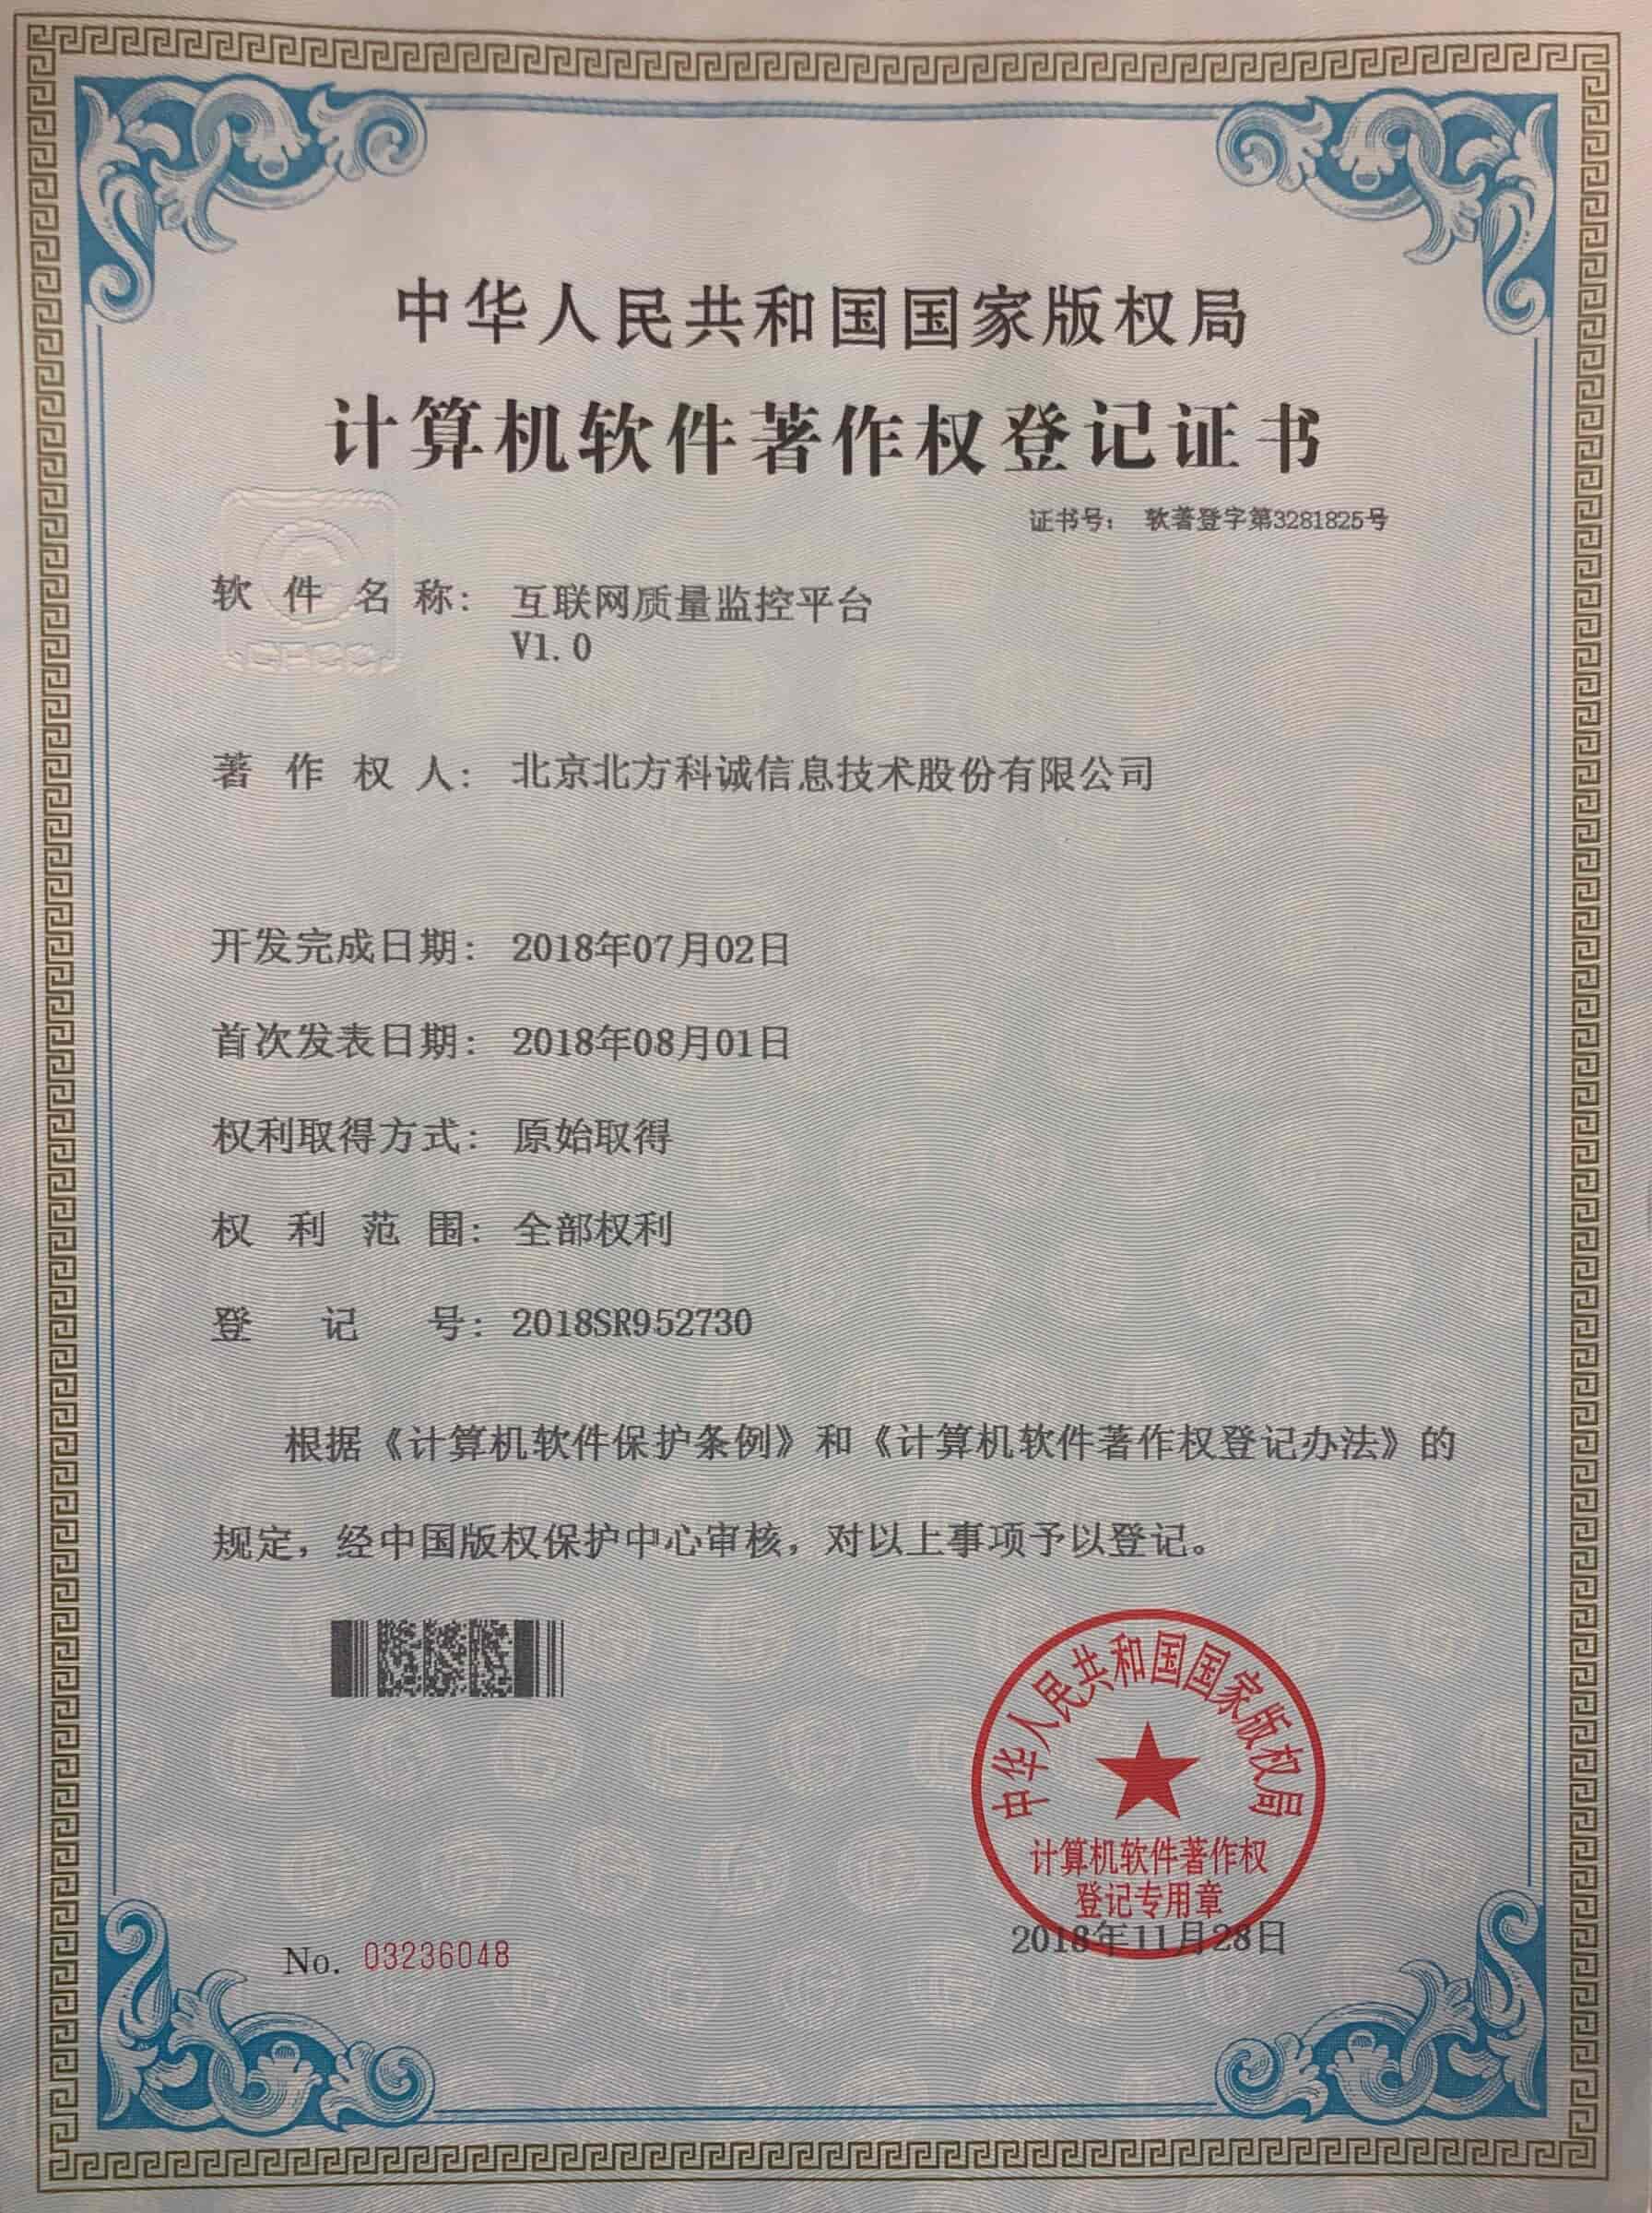 中华人民共和国国家版权局
计算机软件著作权登记证书
证书号： 软著登字第3281825号
软件名称： 互联网质量监控平台
V1.0
著作权人： 北京北方科诚信息技术股份有限公司
开发完成日期： 2018年07月02日
首次发表日期： 2018年08月01日
权利取得方式： 原始取得
权利范围： 全部权利
登记号： 2018SR952730
根据《计算机软件保护条例》和《计算机软件著作权登记办法》的
规定，经中国版权保护中心审核，对以上事项予以登记。
中华人民共和国国家版权局
计算机软件著作权
登记专用章
2018年11月28日
No. 03236048